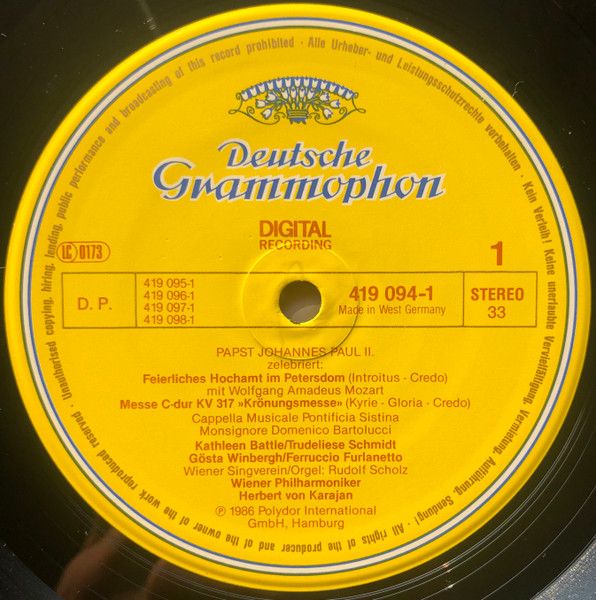 Unauthorised copying, hiring, lending, public performance and broadcasting of this record prohibited · Alle Urheber- und Leistungsschutzrechte vorbehalten · Kein Verleih! Keine unerlaubte Vervielfältigung, Vermietung, Aufführung, Sendung! · All rights of the producer and of the owner of the work reproduced reserved ·
Deutsche
Grammophon
DIGITAL
RECORDING
LC 0173
1
D. P.
419 095-1
419 096-1
419 097-1
419 098-1
419 094-1
Made in West Germany
STEREO
33
PAPST JOHANNES PAUL II.
zelebriert:
Feierliches Hochamt im Petersdom (Introitus - Credo)
mit Wolfgang Amadeus Mozart
Messe C-dur KV 317 »Krönungsmesse« (Kyrie - Gloria - Credo)
Cappella Musicale Pontificia Sistina
Monsignore Domenico Bartolucci
Kathleen Battle/Trudeliese Schmidt
Gösta Winbergh/Ferruccio Furlanetto
Wiener Singverein/Orgel: Rudolf Scholz
Wiener Philharmoniker
Herbert von Karajan
℗ 1986 Polydor International
GmbH, Hamburg